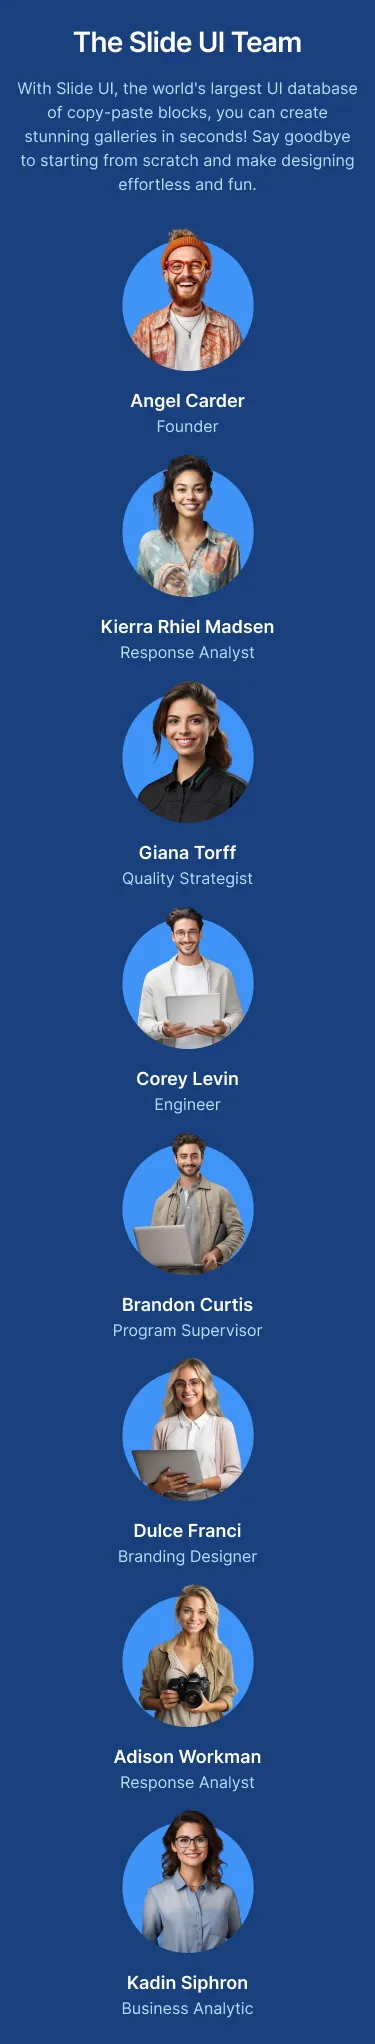 The Slide UI Team
With Slide UI, the world's largest UI database
of copy-paste blocks, you can create
stunning galleries in seconds! Say goodbye
to starting from scratch and make designing
effortless and fun.
Angel Carder
Founder
Kierra Rhiel Madsen
Response Analyst
Giana Torff
Quality Strategist
Corey Levin
Engineer
Brandon Curtis
Program Supervisor
Dulce Franci
Branding Designer
Adison Workman
Response Analyst
Kadin Siphron
Business Analytic